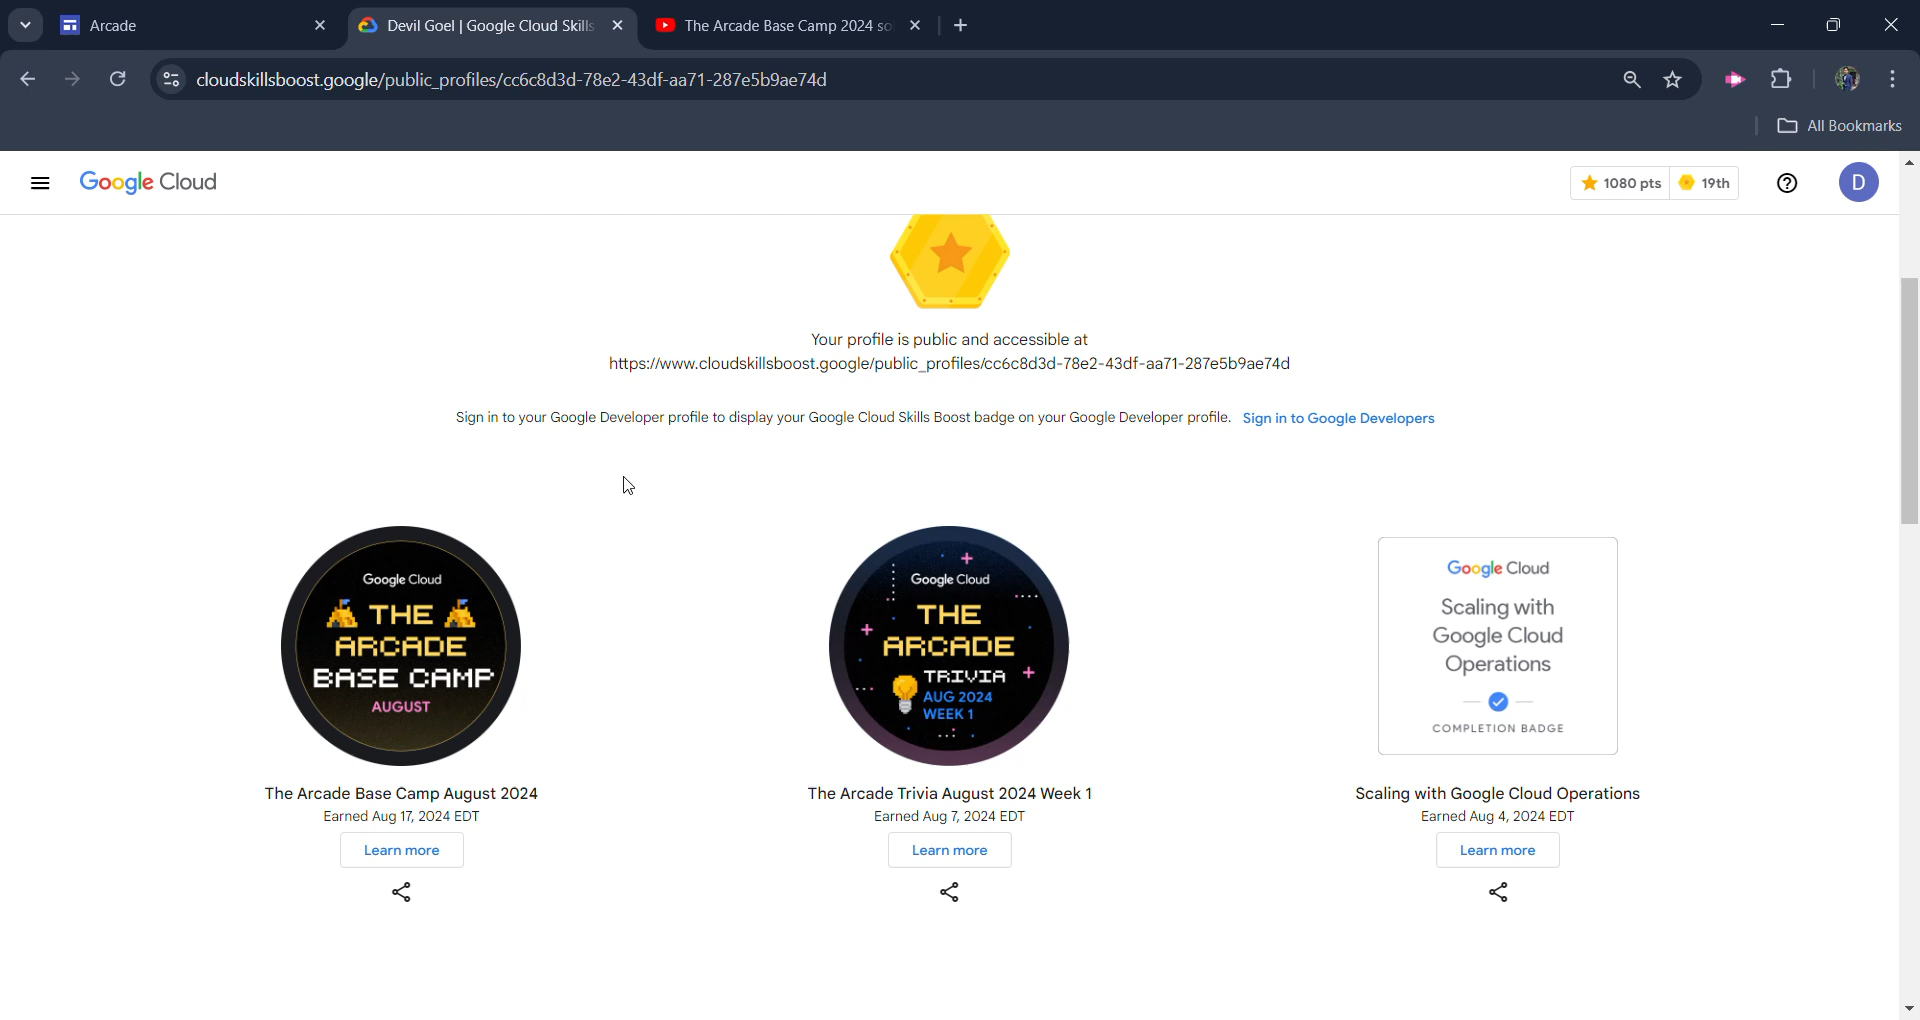 Arcade
Devil Goel | Google Cloud Skills
The Arcade Base Camp 2024 so
cloudskillsboost.google/public_profiles/cc6c8d3d-78e2-43df-aa71-287e5b9ae74d
All Bookmarks
Google Cloud
1080 pts
19th
D
Your profile is public and accessible at
https://www.cloudskillsboost.google/public_profiles/cc6c8d3d-78e2-43df-aa71-287e5b9ae74d
Sign in to your Google Developer profile to display your Google Cloud Skills Boost badge on your Google Developer profile. Sign in to Google Developers
Google Cloud
THE
ARCADE
BASE CAMP
AUGUST
The Arcade Base Camp August 2024
Earned Aug 17, 2024 EDT
Learn more
Google Cloud
THE
ARCADE
TRIVIA
AUG 2024
WEEK 1
The Arcade Trivia August 2024 Week 1
Earned Aug 7, 2024 EDT
Learn more
Google Cloud
Scaling with
Google Cloud
Operations
COMPLETION BADGE
Scaling with Google Cloud Operations
Earned Aug 4, 2024 EDT
Learn more